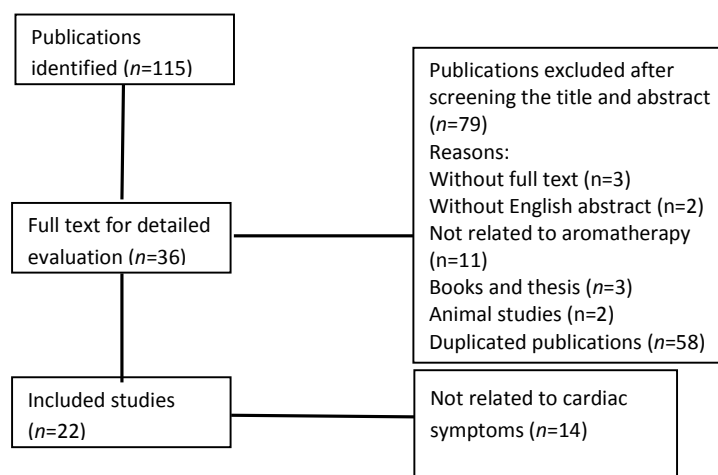 Publications
identified (n=115)
Publications excluded after
screening the title and abstract
(n=79)
Reasons:
Without full text (n=3)
Without English abstract (n=2)
Not related to aromatherapy
(n=11)
Books and thesis (n=3)
Animal studies (n=2)
Duplicated publications (n=58)
Full text for detailed
evaluation (n=36)
Included studies
(n=22)
Not related to cardiac
symptoms (n=14)